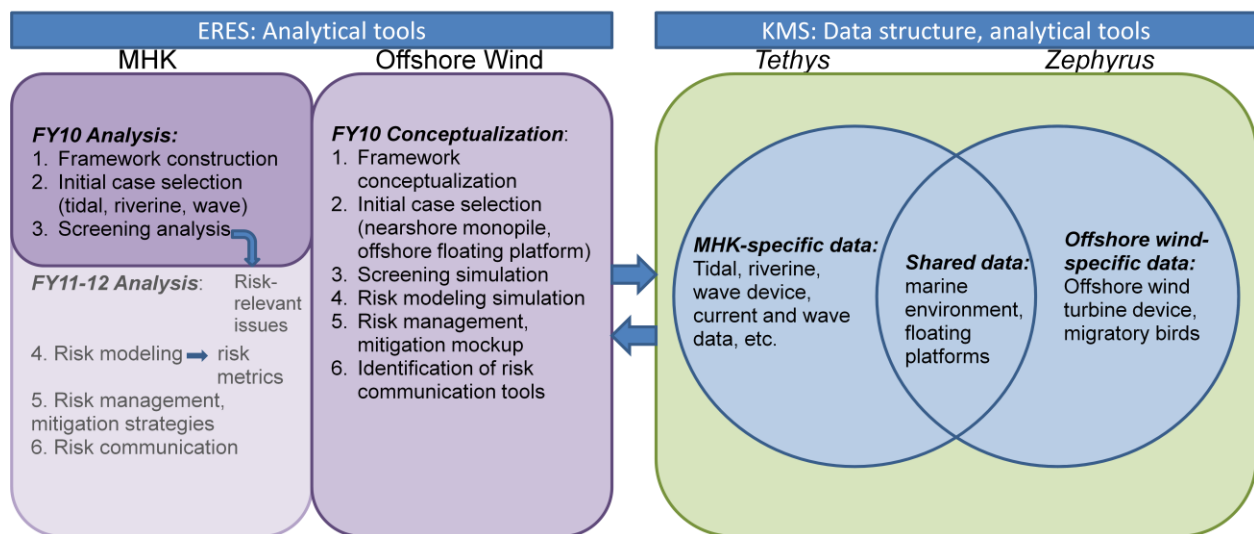 ERES: Analytical tools
MHK
Offshore Wind
FY10 Analysis:
1. Framework construction
2. Initial case selection
(tidal, riverine, wave)
3. Screening analysis
FY11-12 Analysis:
Risk-
relevant
issues
4. Risk modeling
risk
metrics
5. Risk management,
mitigation strategies
6. Risk communication
FY10 Conceptualization:
1. Framework
conceptualization
2. Initial case selection
(nearshore monopile,
offshore floating platform)
3. Screening simulation
4. Risk modeling simulation
5. Risk management,
mitigation mockup
6. Identification of risk
communication tools
KMS: Data structure, analytical tools
Tethys
Zephyrus
MHK-specific data:
Tidal, riverine,
wave device,
current and wave
data, etc.
Shared data:
marine
environment,
floating
platforms
Offshore wind-
specific data:
Offshore wind
turbine device,
migratory birds